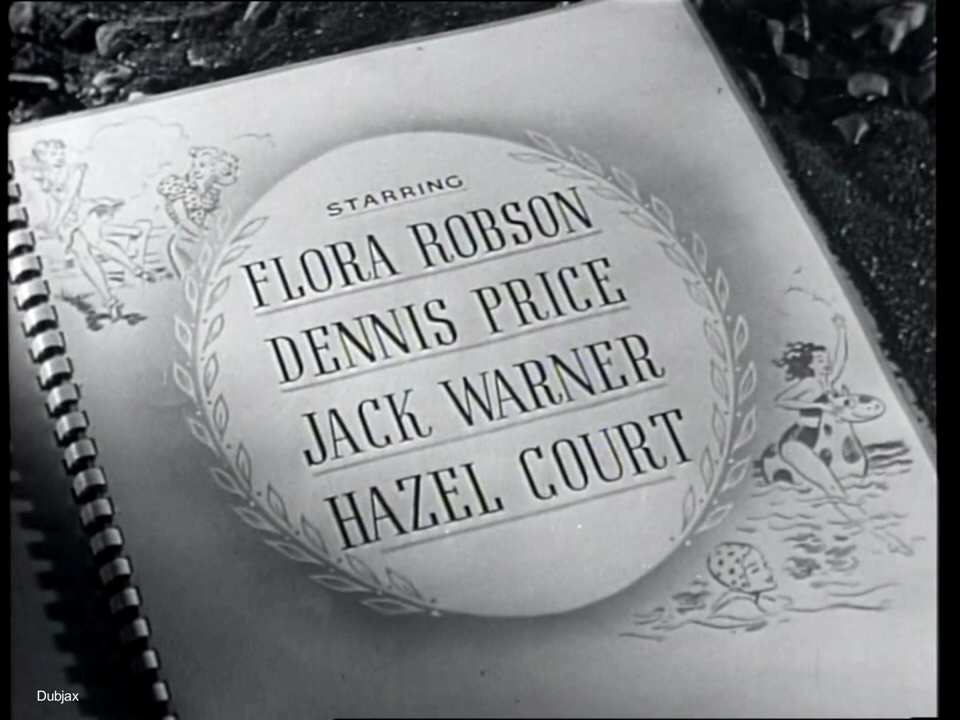 STARRING
FLORA ROBSON
DENNIS PRICE
JACK WARNER
HAZEL COURT
Dubjax